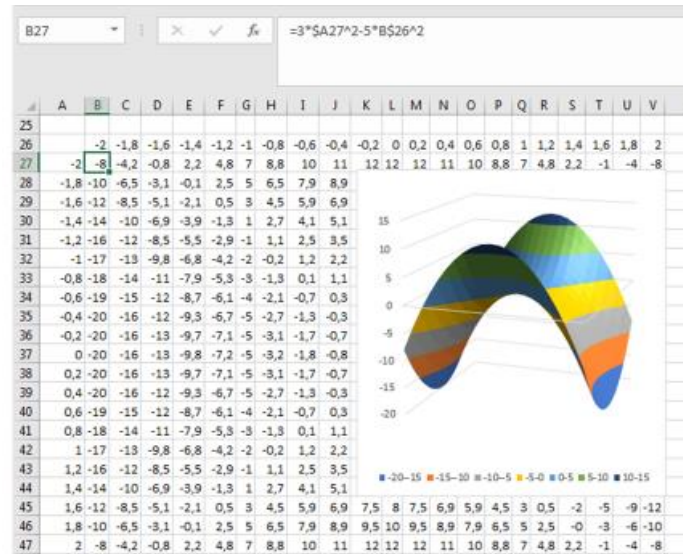 B27 fx =3*$A27^2-5*B$26^2
A B C D E F G H I J K L M N O P Q R S T U V
25
26 -2 -1,8 -1,6 -1,4 -1,2 -1 -0,8 -0,6 -0,4 -0,2 0 0,2 0,4 0,6 0,8 1 1,2 1,4 1,6 1,8 2
27 -2 -8 -4,2 -0,8 2,2 4,8 7 8,8 10 11 12 12 12 11 10 8,8 7 4,8 2,2 -1 -4 -8
28 -1,8 -10 -6,5 -3,1 -0,1 2,5 5 6,5 7,9 8,9
29 -1,6 -12 -8,5 -5,1 -2,1 0,5 3 4,5 5,9 6,9
30 -1,4 -14 -10 -6,9 -3,9 -1,3 1 2,7 4,1 5,1
31 -1,2 -16 -12 -8,5 -5,5 -2,9 -1 1,1 2,5 3,5
32 -1 -17 -13 -9,8 -6,8 -4,2 -2 -0,2 1,2 2,2
33 -0,8 -18 -14 -11 -7,9 -5,3 -3 -1,3 0,1 1,1
34 -0,6 -19 -15 -12 -8,7 -6,1 -4 -2,1 -0,7 0,3
35 -0,4 -20 -16 -12 -9,3 -6,7 -5 -2,7 -1,3 -0,3
36 -0,2 -20 -16 -13 -9,7 -7,1 -5 -3,1 -1,7 -0,7
37 0 -20 -16 -13 -9,8 -7,2 -5 -3,2 -1,8 -0,8
38 0,2 -20 -16 -13 -9,7 -7,1 -5 -3,1 -1,7 -0,7
39 0,4 -20 -16 -12 -9,3 -6,7 -5 -2,7 -1,3 -0,3
40 0,6 -19 -15 -12 -8,7 -6,1 -4 -2,1 -0,7 0,3
41 0,8 -18 -14 -11 -7,9 -5,3 -3 -1,3 0,1 1,1
42 1 -17 -13 -9,8 -6,8 -4,2 -2 -0,2 1,2 2,2
43 1,2 -16 -12 -8,5 -5,5 -2,9 -1 1,1 2,5 3,5
44 1,4 -14 -10 -6,9 -3,9 -1,3 1 2,7 4,1 5,1
45 1,6 -12 -8,5 -5,1 -2,1 0,5 3 4,5 5,9 6,9 7,5 8 7,5 6,9 5,9 4,5 3 0,5 -2 -5 -9 -12
46 1,8 -10 -6,5 -3,1 -0,1 2,5 5 6,5 7,9 8,9 9,5 10 9,5 8,9 7,9 6,5 5 2,5 -0 -3 -6 -10
47 2 -8 -4,2 -0,8 2,2 4,8 7 8,8 10 11 12 12 12 11 10 8,8 7 4,8 2,2 -1 -4 -8
15
10
5
0
-5
-10
-15
-20
-20--15 -15--10 -10--5 -5-0 0-5 5-10 10-15